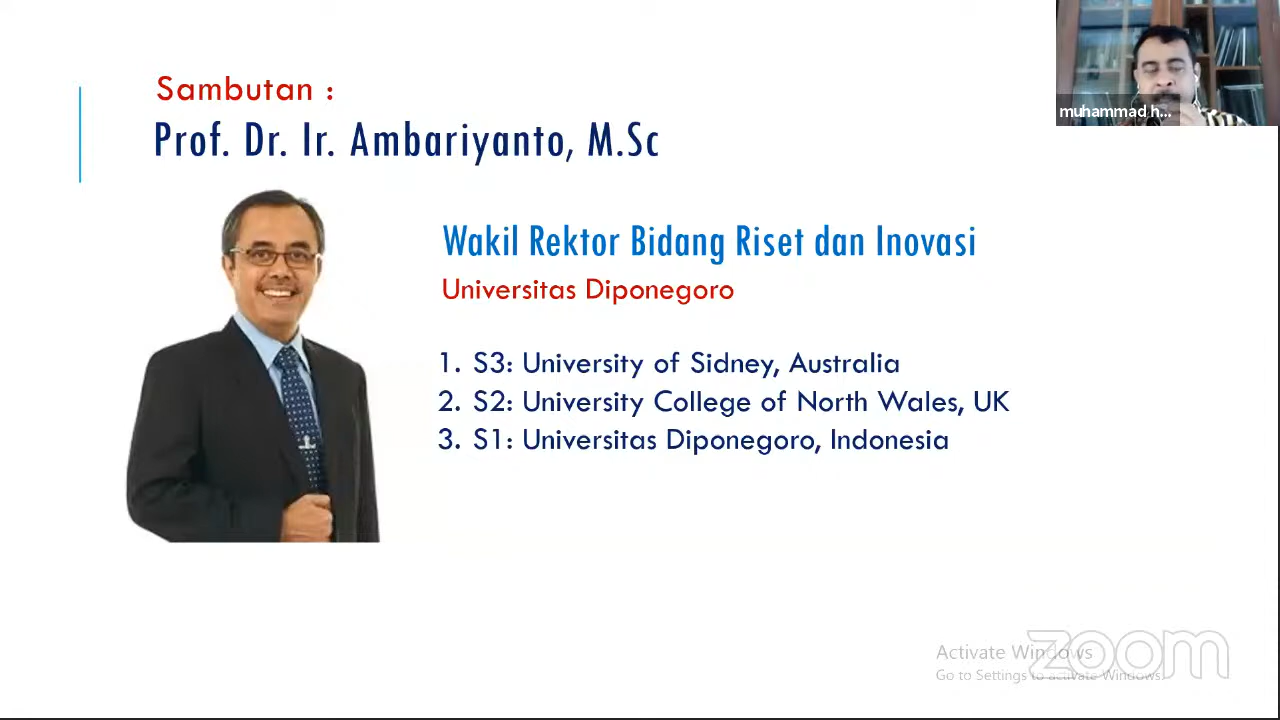 Sambutan :
Prof. Dr. Ir. Ambariyanto, M.Sc
muhammad h...
Wakil Rektor Bidang Riset dan Inovasi
Universitas Diponegoro
1. S3: University of Sidney, Australia
2. S2: University College of North Wales, UK
3. S1: Universitas Diponegoro, Indonesia
Activate Windows
Go to Settings to activate Windows.
zoom